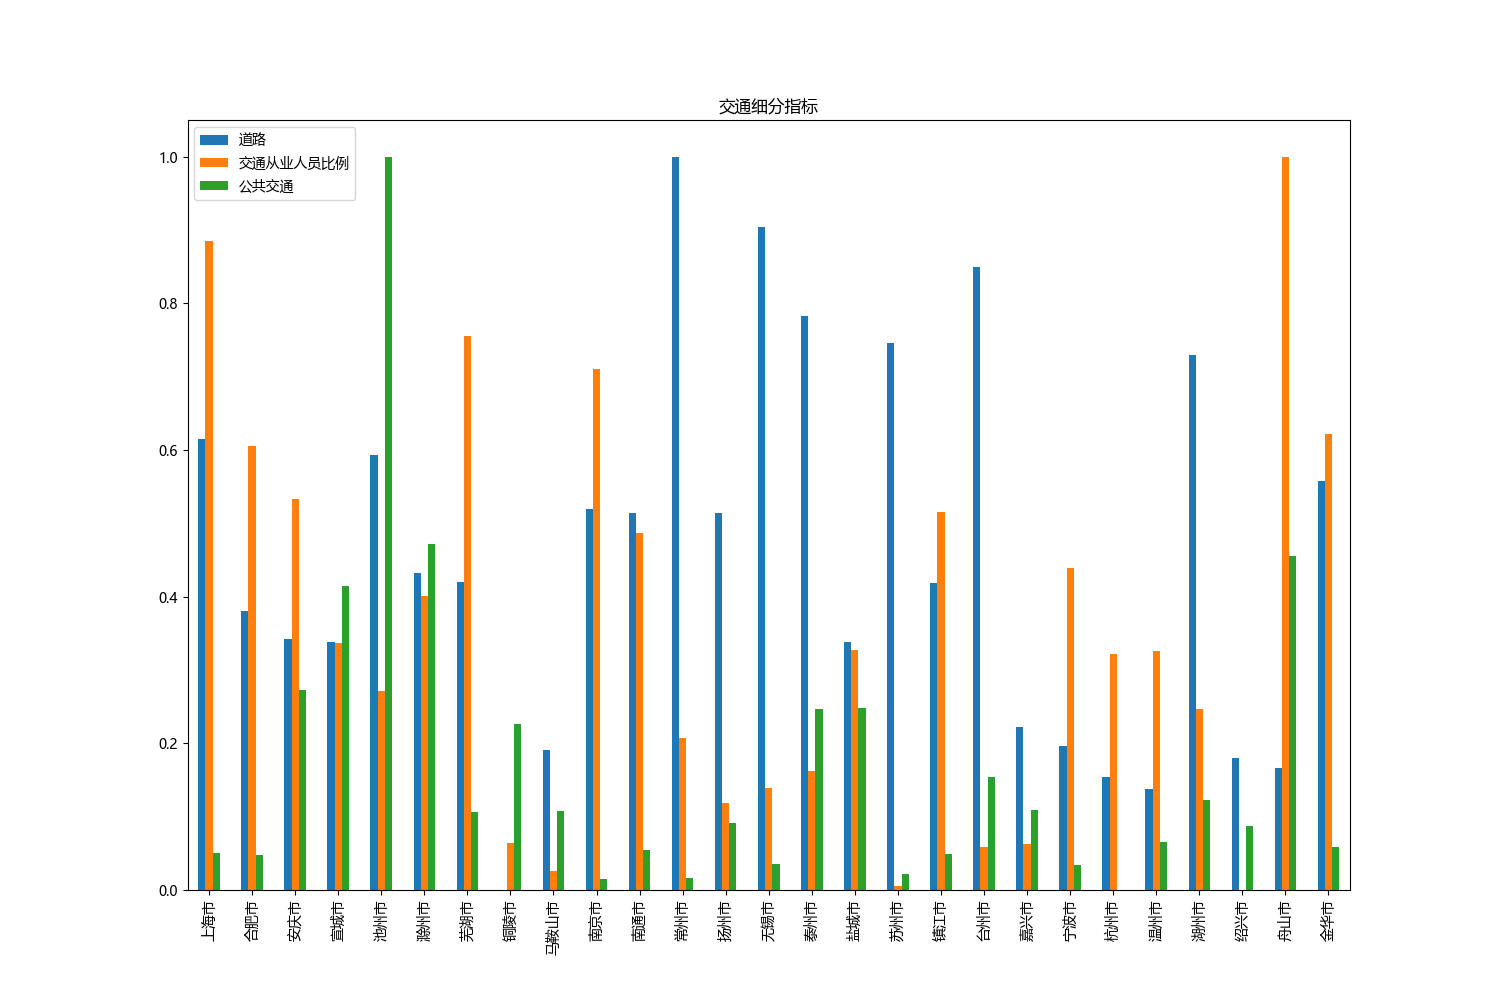 交通细分指标
道路
交通从业人员比例
公共交通
1.0
0.8
0.6
0.4
0.2
0.0
上海市
合肥市
安庆市
宣城市
池州市
滁州市
芜湖市
铜陵市
马鞍山市
南京市
南通市
常州市
扬州市
无锡市
泰州市
盐城市
苏州市
镇江市
台州市
嘉兴市
宁波市
杭州市
温州市
湖州市
绍兴市
舟山市
金华市